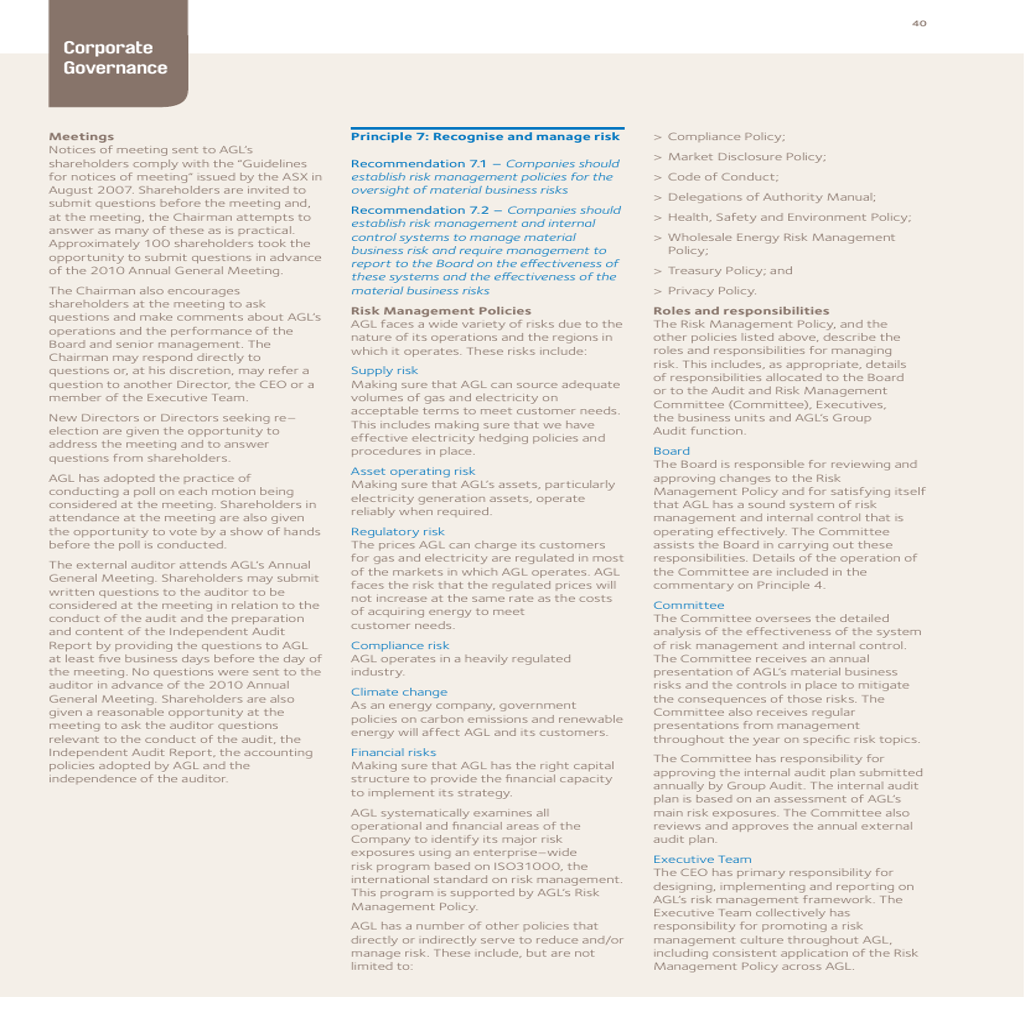 40
Corporate
Governance
Meetings
Notices of meeting sent to AGL's
shareholders comply with the "Guidelines
for notices of meeting" issued by the ASX in
August 2007. Shareholders are invited to
submit questions before the meeting and,
at the meeting, the Chairman attempts to
answer as many of these as is practical.
Approximately 100 shareholders took the
opportunity to submit questions in advance
of the 2010 Annual General Meeting.
The Chairman also encourages
shareholders at the meeting to ask
questions and make comments about AGL's
operations and the performance of the
Board and senior management. The
Chairman may respond directly to
questions or, at his discretion, may refer a
question to another Director, the CEO or a
member of the Executive Team.
New Directors or Directors seeking re–
election are given the opportunity to
address the meeting and to answer
questions from shareholders.
AGL has adopted the practice of
conducting a poll on each motion being
considered at the meeting. Shareholders in
attendance at the meeting are also given
the opportunity to vote by a show of hands
before the poll is conducted.
The external auditor attends AGL's Annual
General Meeting. Shareholders may submit
written questions to the auditor to be
considered at the meeting in relation to the
conduct of the audit and the preparation
and content of the Independent Audit
Report by providing the questions to AGL
at least five business days before the day of
the meeting. No questions were sent to the
auditor in advance of the 2010 Annual
General Meeting. Shareholders are also
given a reasonable opportunity at the
meeting to ask the auditor questions
relevant to the conduct of the audit, the
Independent Audit Report, the accounting
policies adopted by AGL and the
independence of the auditor.
Principle 7: Recognise and manage risk
Recommendation 7.1 – Companies should
establish risk management policies for the
oversight of material business risks
Recommendation 7.2 – Companies should
establish risk management and internal
control systems to manage material
business risk and require management to
report to the Board on the effectiveness of
these systems and the effectiveness of the
material business risks
Risk Management Policies
AGL faces a wide variety of risks due to the
nature of its operations and the regions in
which it operates. These risks include:
Supply risk
Making sure that AGL can source adequate
volumes of gas and electricity on
acceptable terms to meet customer needs.
This includes making sure that we have
effective electricity hedging policies and
procedures in place.
Asset operating risk
Making sure that AGL's assets, particularly
electricity generation assets, operate
reliably when required.
Regulatory risk
The prices AGL can charge its customers
for gas and electricity are regulated in most
of the markets in which AGL operates. AGL
faces the risk that the regulated prices will
not increase at the same rate as the costs
of acquiring energy to meet
customer needs.
Compliance risk
AGL operates in a heavily regulated
industry.
Climate change
As an energy company, government
policies on carbon emissions and renewable
energy will affect AGL and its customers.
Financial risks
Making sure that AGL has the right capital
structure to provide the financial capacity
to implement its strategy.
AGL systematically examines all
operational and financial areas of the
Company to identify its major risk
exposures using an enterprise–wide
risk program based on ISO31000, the
international standard on risk management.
This program is supported by AGL's Risk
Management Policy.
AGL has a number of other policies that
directly or indirectly serve to reduce and/or
manage risk. These include, but are not
limited to:
> Compliance Policy;
> Market Disclosure Policy;
> Code of Conduct;
> Delegations of Authority Manual;
> Health, Safety and Environment Policy;
> Wholesale Energy Risk Management
Policy;
> Treasury Policy; and
> Privacy Policy.
Roles and responsibilities
The Risk Management Policy, and the
other policies listed above, describe the
roles and responsibilities for managing
risk. This includes, as appropriate, details
of responsibilities allocated to the Board
or to the Audit and Risk Management
Committee (Committee), Executives,
the business units and AGL's Group
Audit function.
Board
The Board is responsible for reviewing and
approving changes to the Risk
Management Policy and for satisfying itself
that AGL has a sound system of risk
management and internal control that is
operating effectively. The Committee
assists the Board in carrying out these
responsibilities. Details of the operation of
the Committee are included in the
commentary on Principle 4.
Committee
The Committee oversees the detailed
analysis of the effectiveness of the system
of risk management and internal control.
The Committee receives an annual
presentation of AGL's material business
risks and the controls in place to mitigate
the consequences of those risks. The
Committee also receives regular
presentations from management
throughout the year on specific risk topics.
The Committee has responsibility for
approving the internal audit plan submitted
annually by Group Audit. The internal audit
plan is based on an assessment of AGL's
main risk exposures. The Committee also
reviews and approves the annual external
audit plan.
Executive Team
The CEO has primary responsibility for
designing, implementing and reporting on
AGL's risk management framework. The
Executive Team collectively has
responsibility for promoting a risk
management culture throughout AGL,
including consistent application of the Risk
Management Policy across AGL.